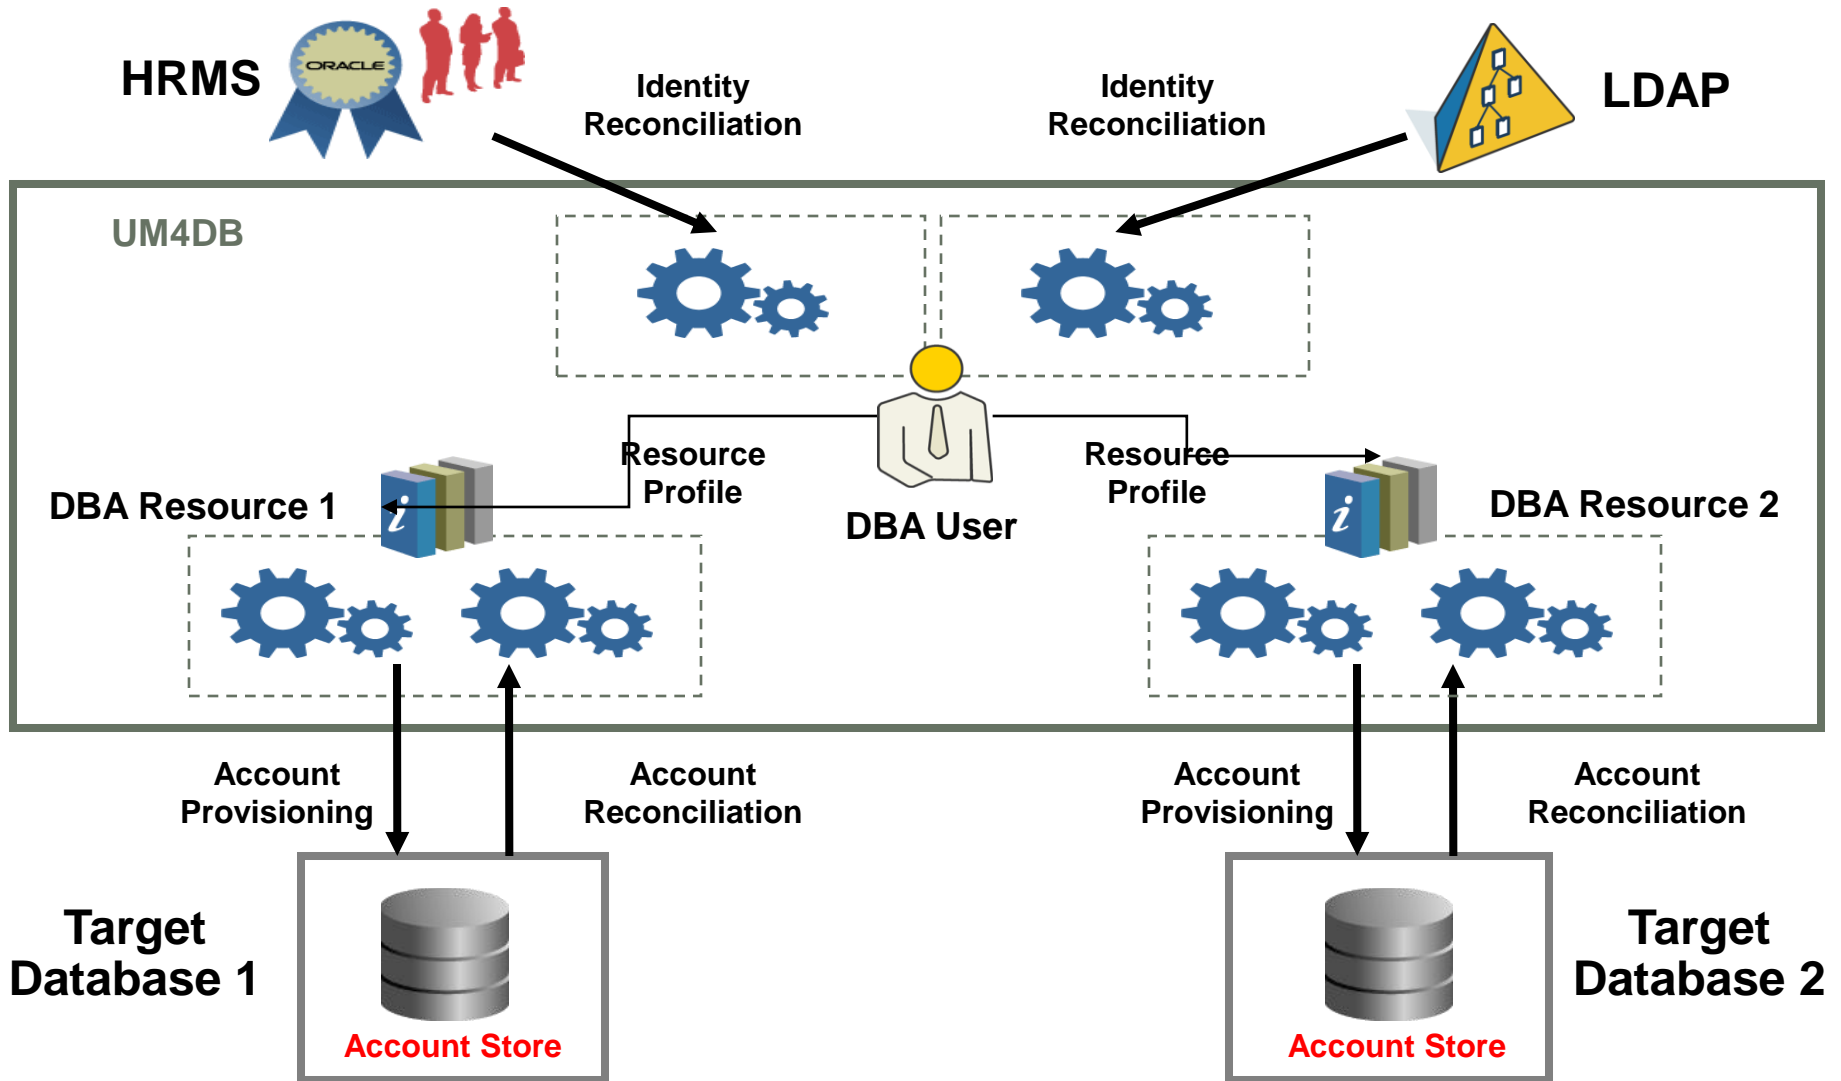 HRMS
ORACLE
Identity
Reconciliation
Identity
Reconciliation
LDAP
UM4DB
Resource
Profile
Resource
Profile
DBA Resource 1
i
DBA User
i
DBA Resource 2
Account
Provisioning
Account
Reconciliation
Account
Provisioning
Account
Reconciliation
Target
Database 1
Account Store
Target
Database 2
Account Store